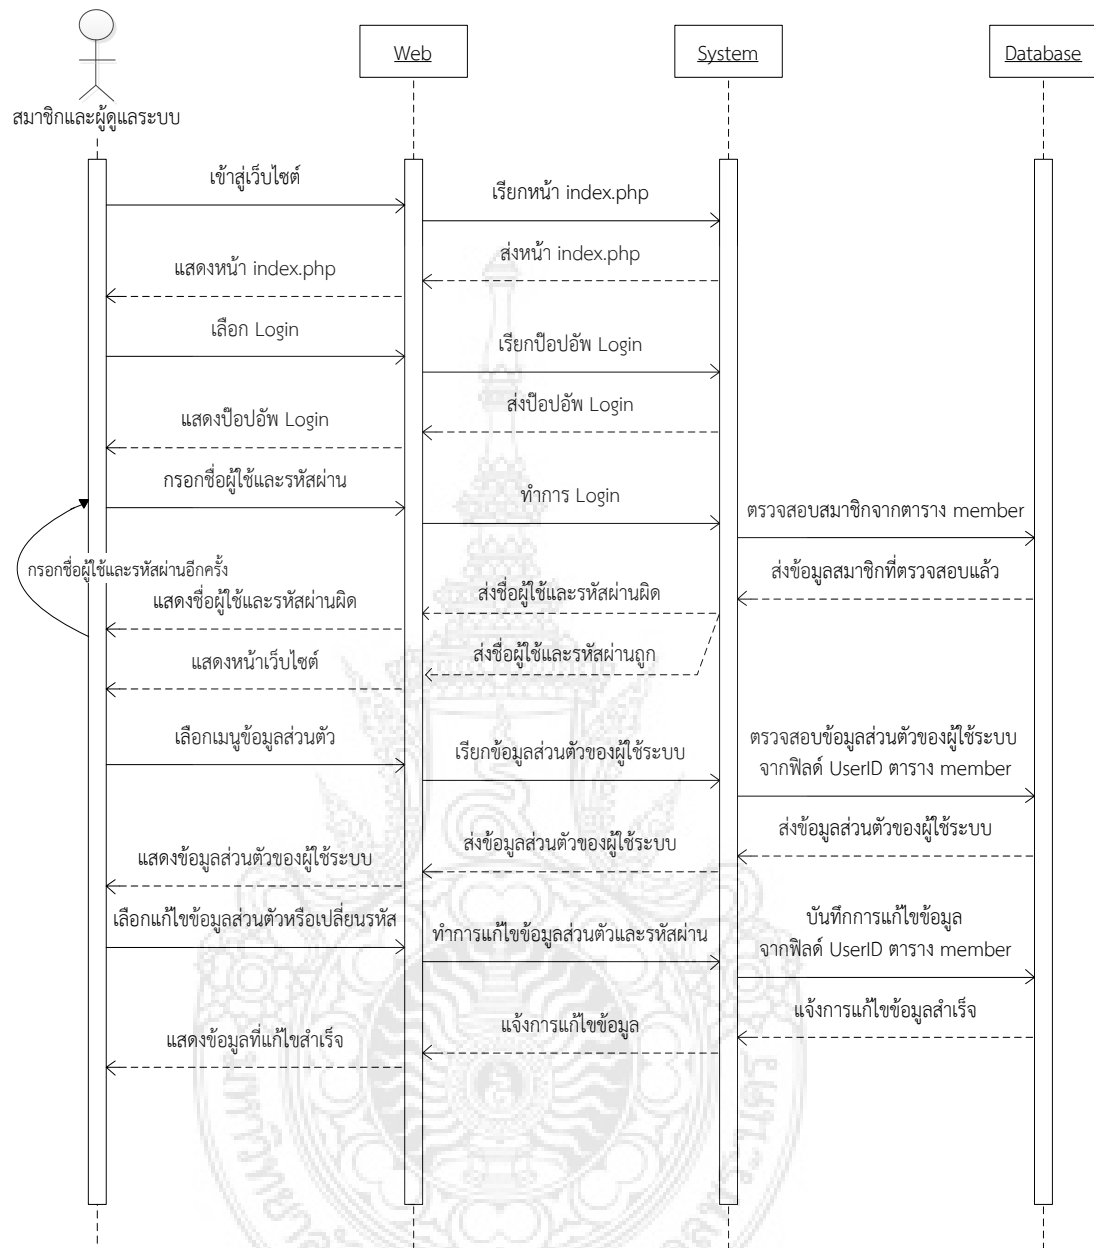 Web
System
Database
สมาชิกและผู้ดูแลระบบ
เข้าสู่เว็บไซต์
เรียกหน้า index.php
ส่งหน้า index.php
แสดงหน้า index.php
เลือก Login
เรียกป๊อปอัพ Login
ส่งป๊อปอัพ Login
แสดงป๊อปอัพ Login
กรอกชื่อผู้ใช้และรหัสผ่าน
ทำการ Login
ตรวจสอบสมาชิกจากตาราง member
ส่งข้อมูลสมาชิกที่ตรวจสอบแล้ว
กรอกชื่อผู้ใช้และรหัสผ่านอีกครั้ง
ส่งชื่อผู้ใช้และรหัสผ่านผิด
แสดงชื่อผู้ใช้และรหัสผ่านผิด
ส่งชื่อผู้ใช้และรหัสผ่านถูก
แสดงหน้าเว็บไซต์
เลือกเมนูข้อมูลส่วนตัว
เรียกข้อมูลส่วนตัวของผู้ใช้ระบบ
ตรวจสอบข้อมูลส่วนตัวของผู้ใช้ระบบ
จากฟิลด์ UserID ตาราง member
ส่งข้อมูลส่วนตัวของผู้ใช้ระบบ
ส่งข้อมูลส่วนตัวของผู้ใช้ระบบ
แสดงข้อมูลส่วนตัวของผู้ใช้ระบบ
เลือกแก้ไขข้อมูลส่วนตัวหรือเปลี่ยนรหัส
ทำการแก้ไขข้อมูลส่วนตัวและรหัสผ่าน
บันทึกการแก้ไขข้อมูล
จากฟิลด์ UserID ตาราง member
แจ้งการแก้ไขข้อมูลสำเร็จ
แจ้งการแก้ไขข้อมูล
แสดงข้อมูลที่แก้ไขสำเร็จ